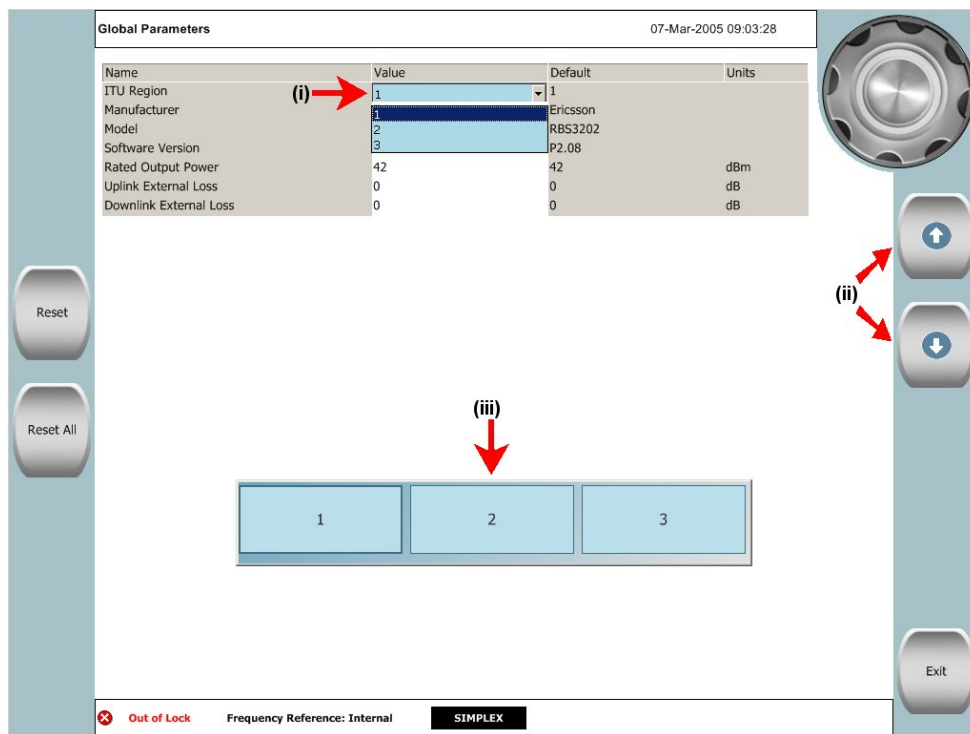 Global Parameters 07-Mar-2005 09:03:28
Name Value Default Units
ITU Region (i) 1 1
Manufacturer 1 Ericsson
Model 2 RBS3202
Software Version 3 P2.08
Rated Output Power 42 42 dBm
Uplink External Loss 0 0 dB
Downlink External Loss 0 0 dB
(ii)
Reset
(iii)
Reset All
1 2 3
Exit
Out of Lock Frequency Reference: Internal SIMPLEX